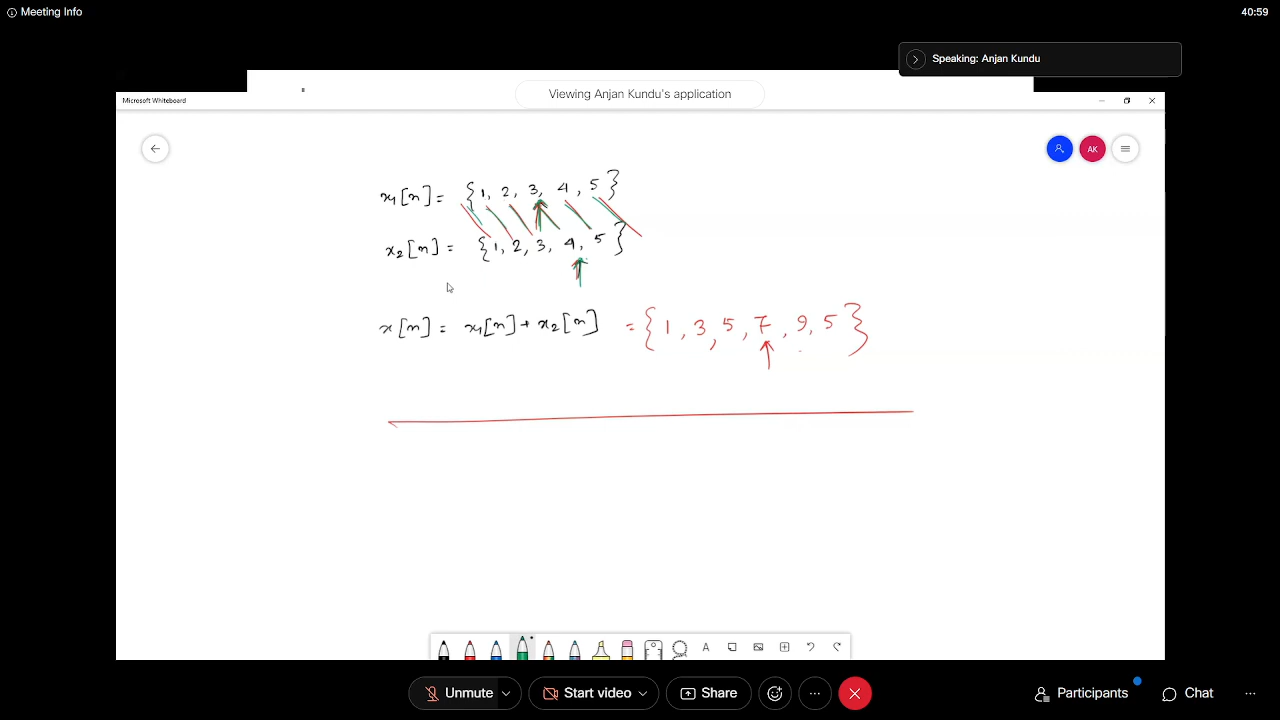 Meeting Info
40:59
Speaking: Anjan Kundu
Viewing Anjan Kundu's application
Microsoft Whiteboard
AK
x1[n] = {1, 2, 3, 4, 5}
x2[n] = {1, 2, 3, 4, 5}
x[n] = x1[n] + x2[n] = {1, 3, 5, 7, 9, 5}
A
Unmute
Start video
Share
Participants
Chat